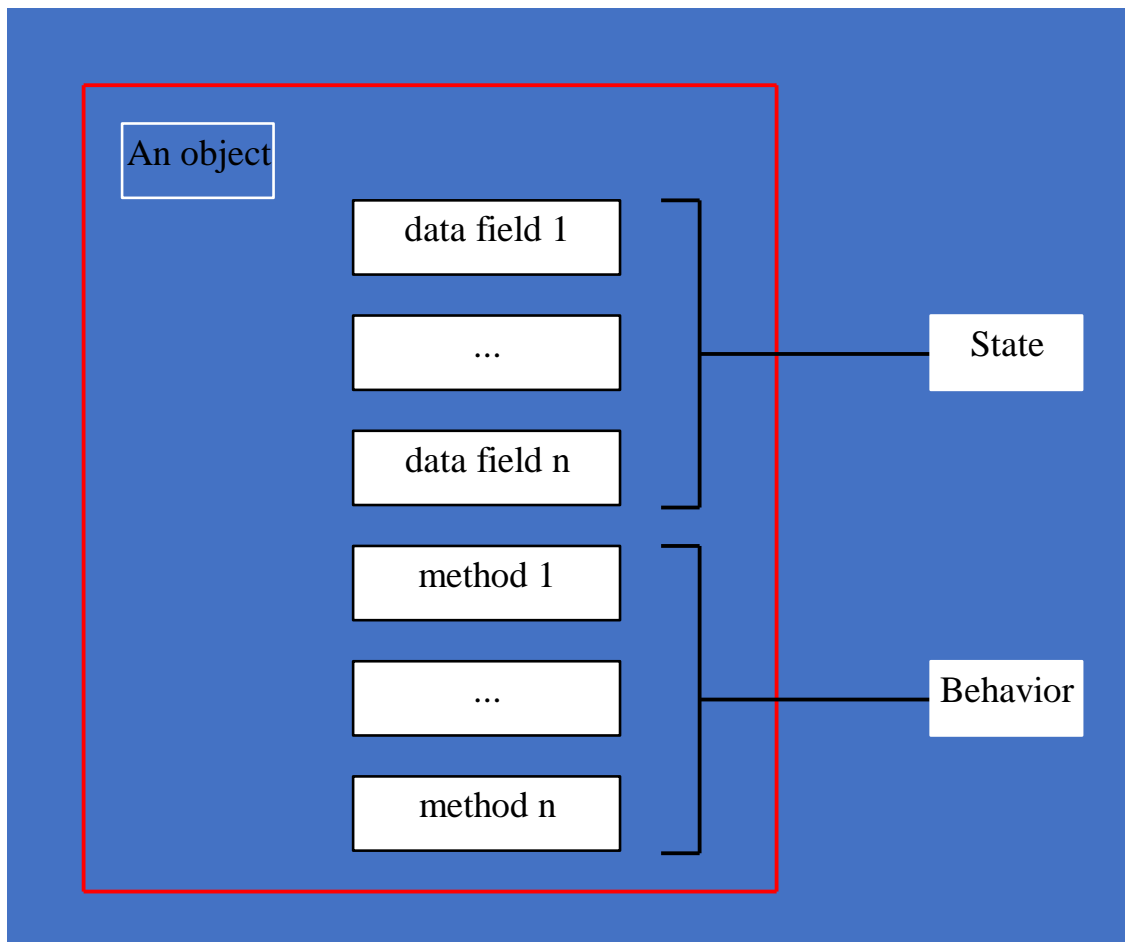 An object
data field 1
...
data field n
State
method 1
...
method n
Behavior